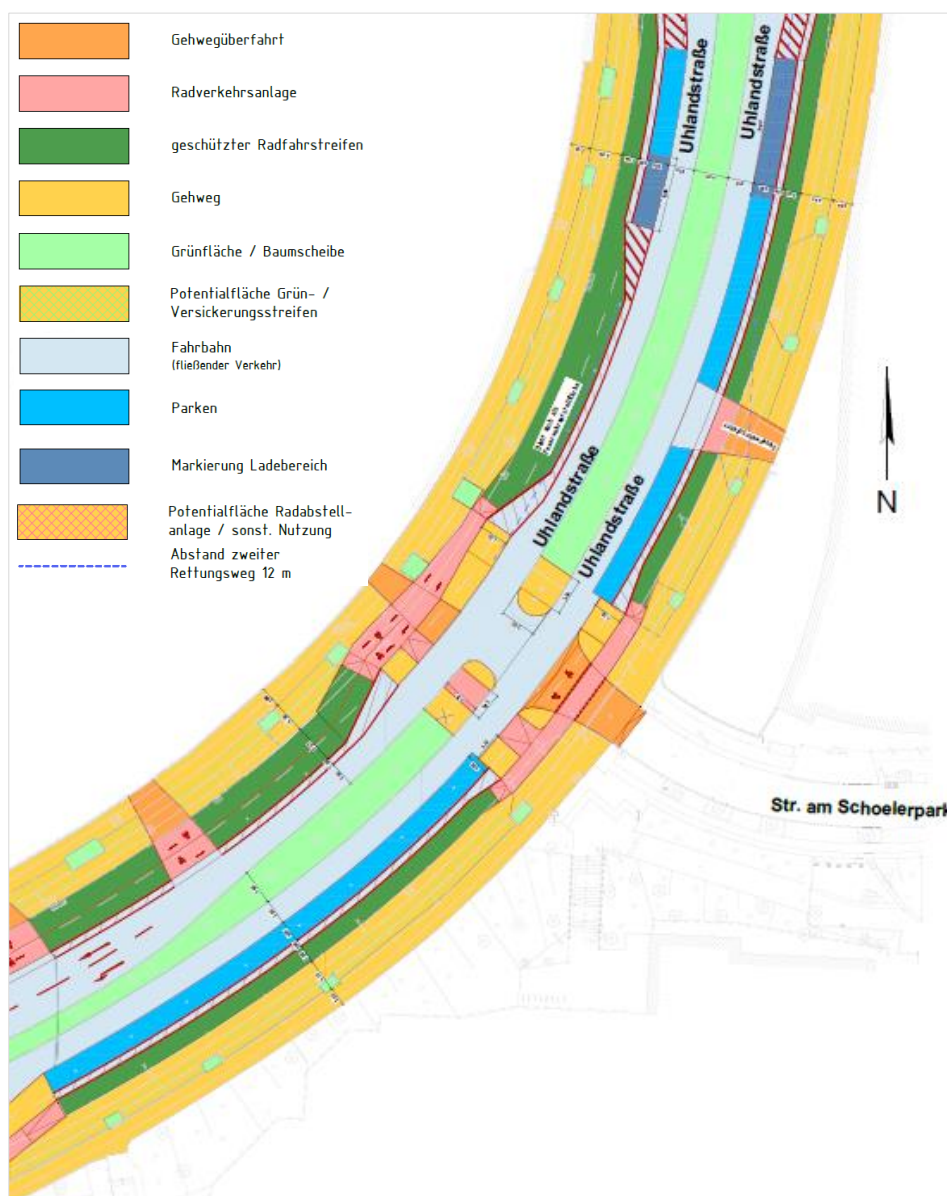 Gehwegüberfahrt
Radverkehrsanlage
geschützter Radfahrstreifen
Gehweg
Grünfläche / Baumscheibe
Potentialfläche Grün- /
Versickerungsstreifen
Fahrbahn
(fließender Verkehr)
Parken
Markierung Ladebereich
Potentialfläche Radabstell-
anlage / sonst. Nutzung
Abstand zweiter
Rettungsweg 12 m
Uhlandstraße
Uhlandstraße
Uhlandstraße
Uhlandstraße
N
Str. am Schoelerpark